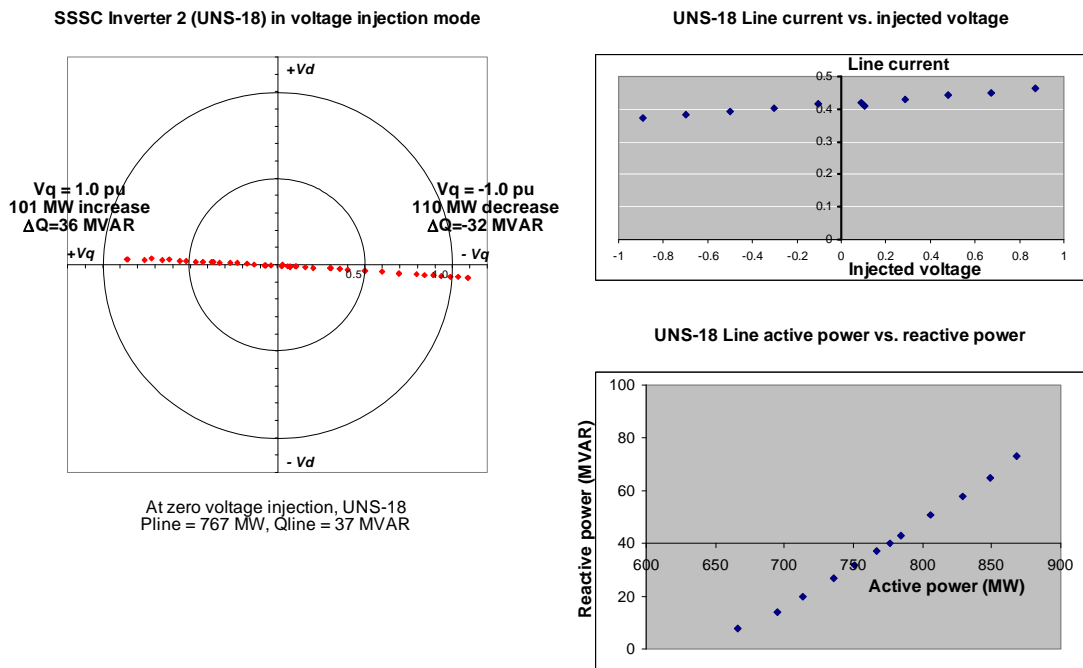 SSSC Inverter 2 (UNS-18) in voltage injection mode
+Vd
Vq = 1.0 pu
101 MW increase
ΔQ=36 MVAR
+Vq
Vq = -1.0 pu
110 MW decrease
ΔQ=-32 MVAR
- Vq
0.5
1.0
- Vd
At zero voltage injection, UNS-18
Pline = 767 MW, Qline = 37 MVAR
UNS-18 Line current vs. injected voltage
Line current
0.5
0.4
0.3
0.2
0.1
0
-1 -0.8 -0.6 -0.4 -0.2 0 0.2 0.4 0.6 0.8 1
Injected voltage
UNS-18 Line active power vs. reactive power
Reactive power (MVAR)
100
80
60
40
20
0
600 650 700 750 800 850 900
Active power (MW)